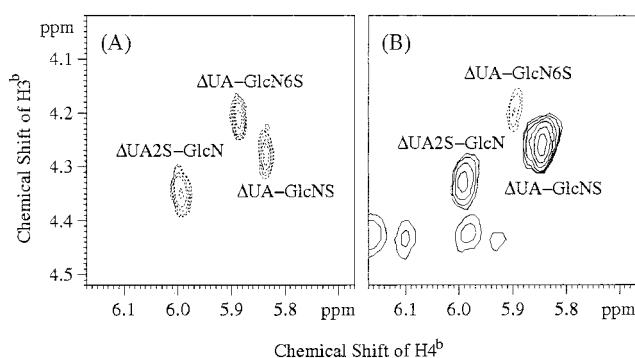 ppm
(A)
(B)
4.1
4.2
4.3
4.4
4.5
Chemical Shift of H3ᵇ
ΔUA–GlcN6S
ΔUA2S–GlcN
ΔUA–GlcNS
ΔUA–GlcN6S
ΔUA2S–GlcN
ΔUA–GlcNS
6.1 6.0 5.9 5.8 ppm
6.1 6.0 5.9 5.8 ppm
Chemical Shift of H4ᵇ